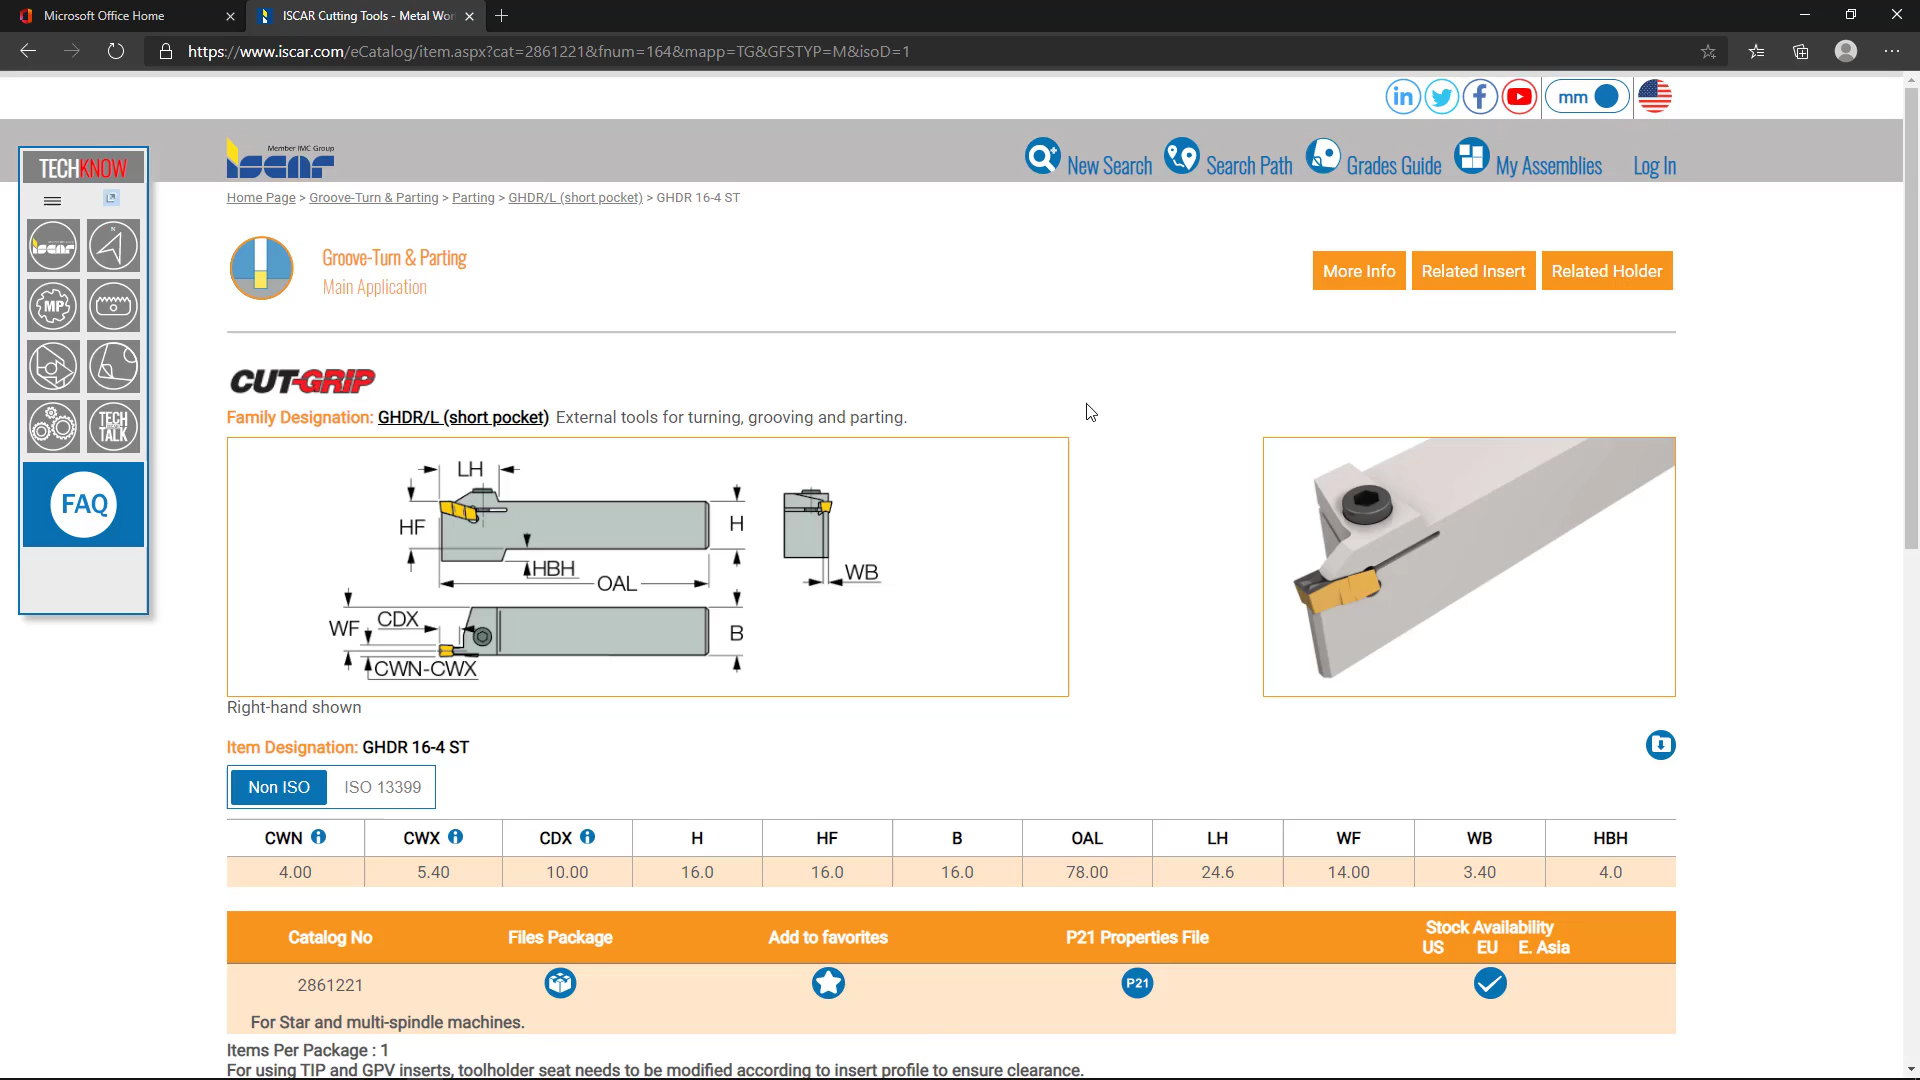 Microsoft Office Home
ISCAR Cutting Tools - Metal Wor
https://www.iscar.com/eCatalog/item.aspx?cat=2861221&fnum=164&mapp=TG&GFSTYP=M&isoD=1
in
mm
TECHKNOW
Member IMC Group
iscar
New Search
Search Path
Grades Guide
My Assemblies
Log In
Home Page > Groove-Turn & Parting > Parting > GHDR/L (short pocket) > GHDR 16-4 ST
iscar
N
MP
TECH
TALK
FAQ
Groove-Turn & Parting
Main Application
More Info
Related Insert
Related Holder
CUT-GRIP
Family Designation: GHDR/L (short pocket) External tools for turning, grooving and parting.
LH
HF
H
HBH
OAL
WB
CDX
WF
B
CWN-CWX
Right-hand shown
Item Designation: GHDR 16-4 ST
Non ISO
ISO 13399
CWN CWX CDX H HF B OAL LH WF WB HBH
4.00 5.40 10.00 16.0 16.0 16.0 78.00 24.6 14.00 3.40 4.0
Catalog No Files Package Add to favorites P21 Properties File Stock Availability
US EU E. Asia
2861221 P21
For Star and multi-spindle machines.
Items Per Package : 1
For using TIP and GPV inserts, toolholder seat needs to be modified according to insert profile to ensure clearance.